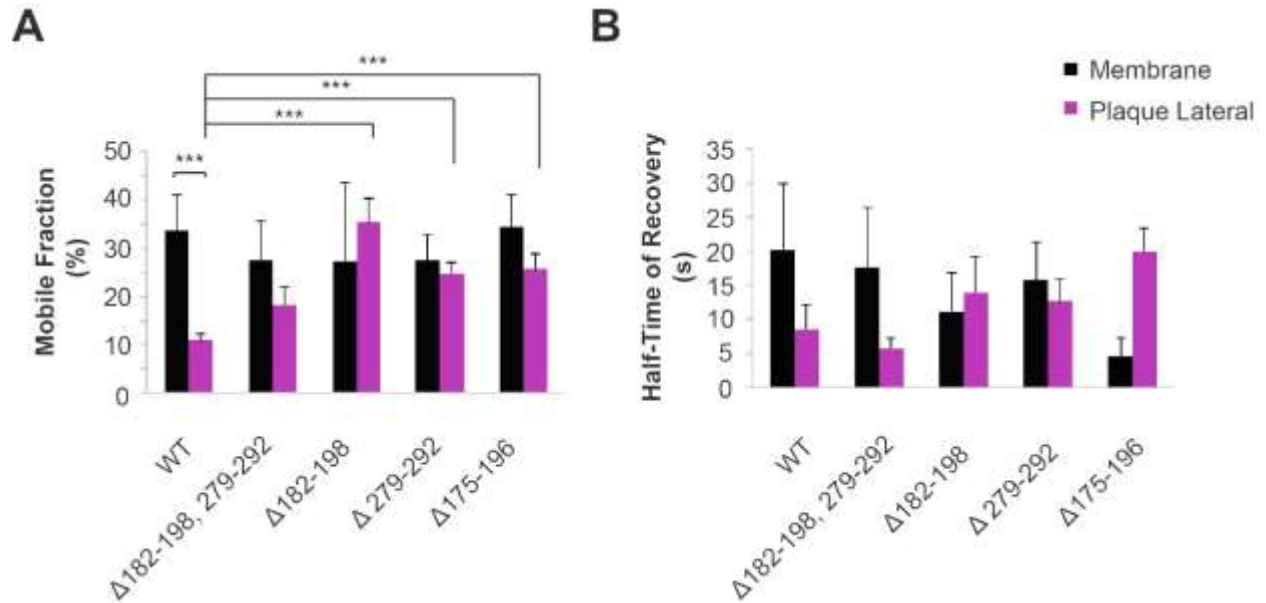 A
***
***
***
***
Mobile Fraction
(%)
50
40
30
20
10
0
WT
Δ182-198, 279-292
Δ182-198
Δ 279-292
Δ175-196
B
Membrane
Plaque Lateral
Half-Time of Recovery
(s)
35
30
25
20
15
10
5
0
WT
Δ182-198, 279-292
Δ182-198
Δ 279-292
Δ175-196